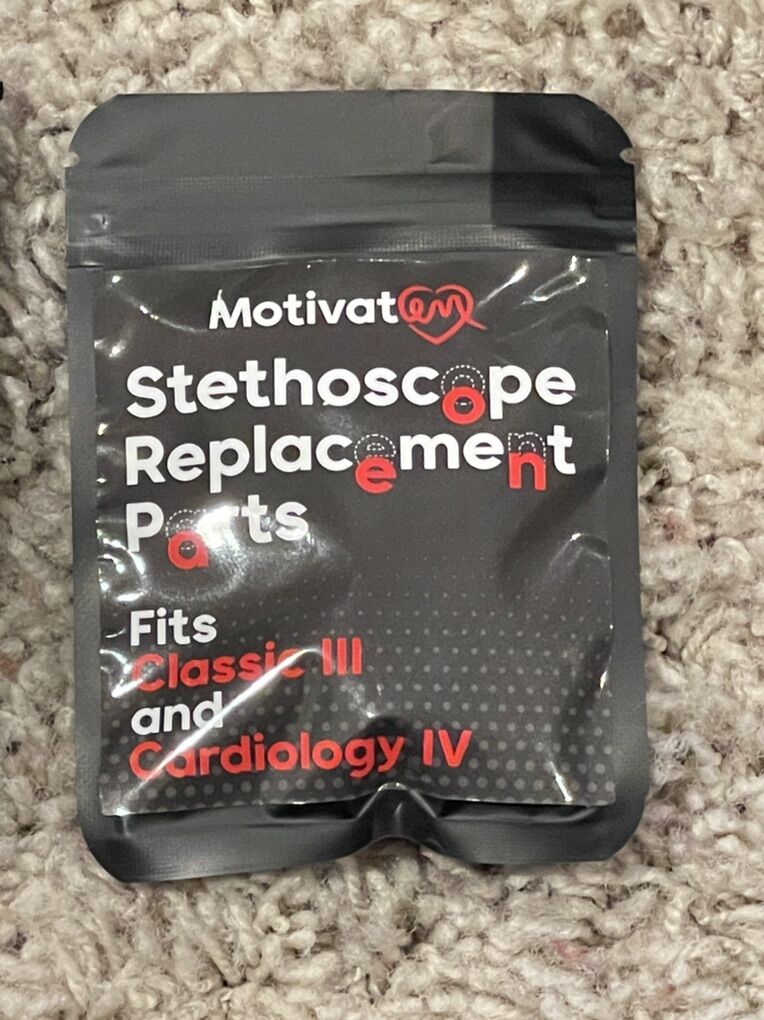 Motivatem
Stethoscope
Replacement
Parts
Fits
Classic III
and
Cardiology IV